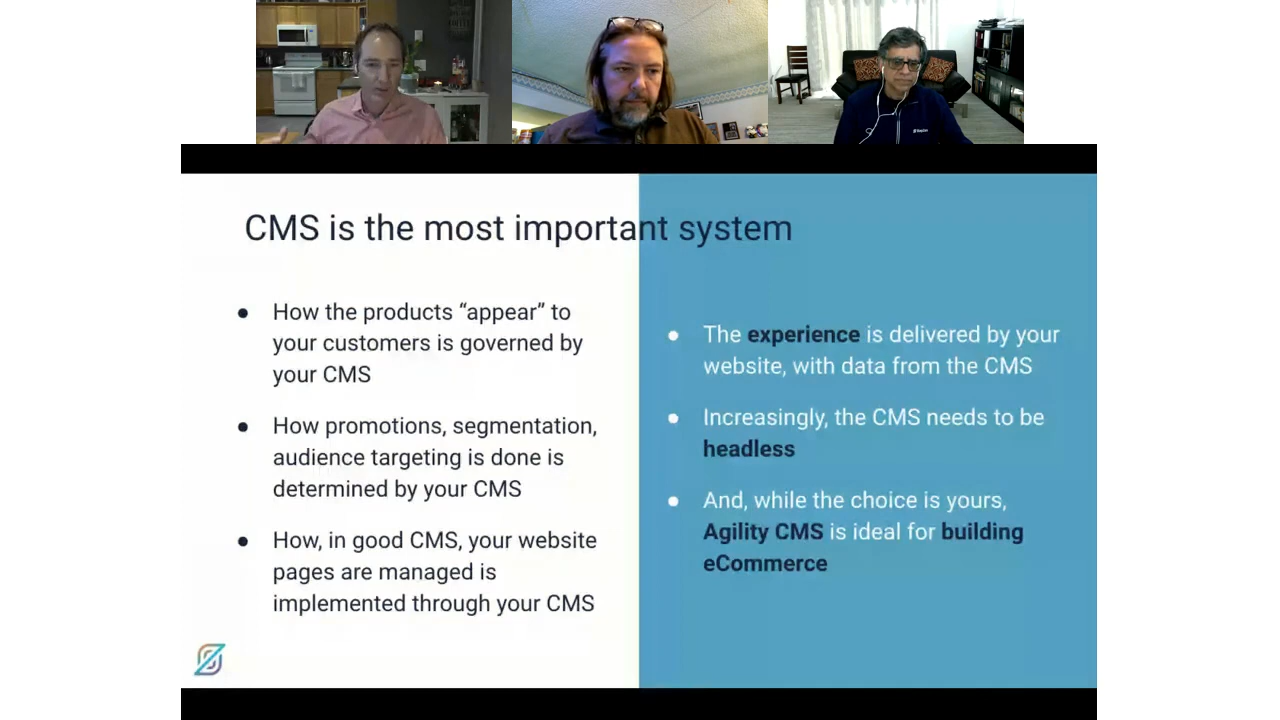 CMS is the most important system
● How the products “appear” to
your customers is governed by
your CMS
● How promotions, segmentation,
audience targeting is done is
determined by your CMS
● How, in good CMS, your website
pages are managed is
implemented through your CMS
● The experience is delivered by your
website, with data from the CMS
● Increasingly, the CMS needs to be
headless
● And, while the choice is yours,
Agility CMS is ideal for building
eCommerce